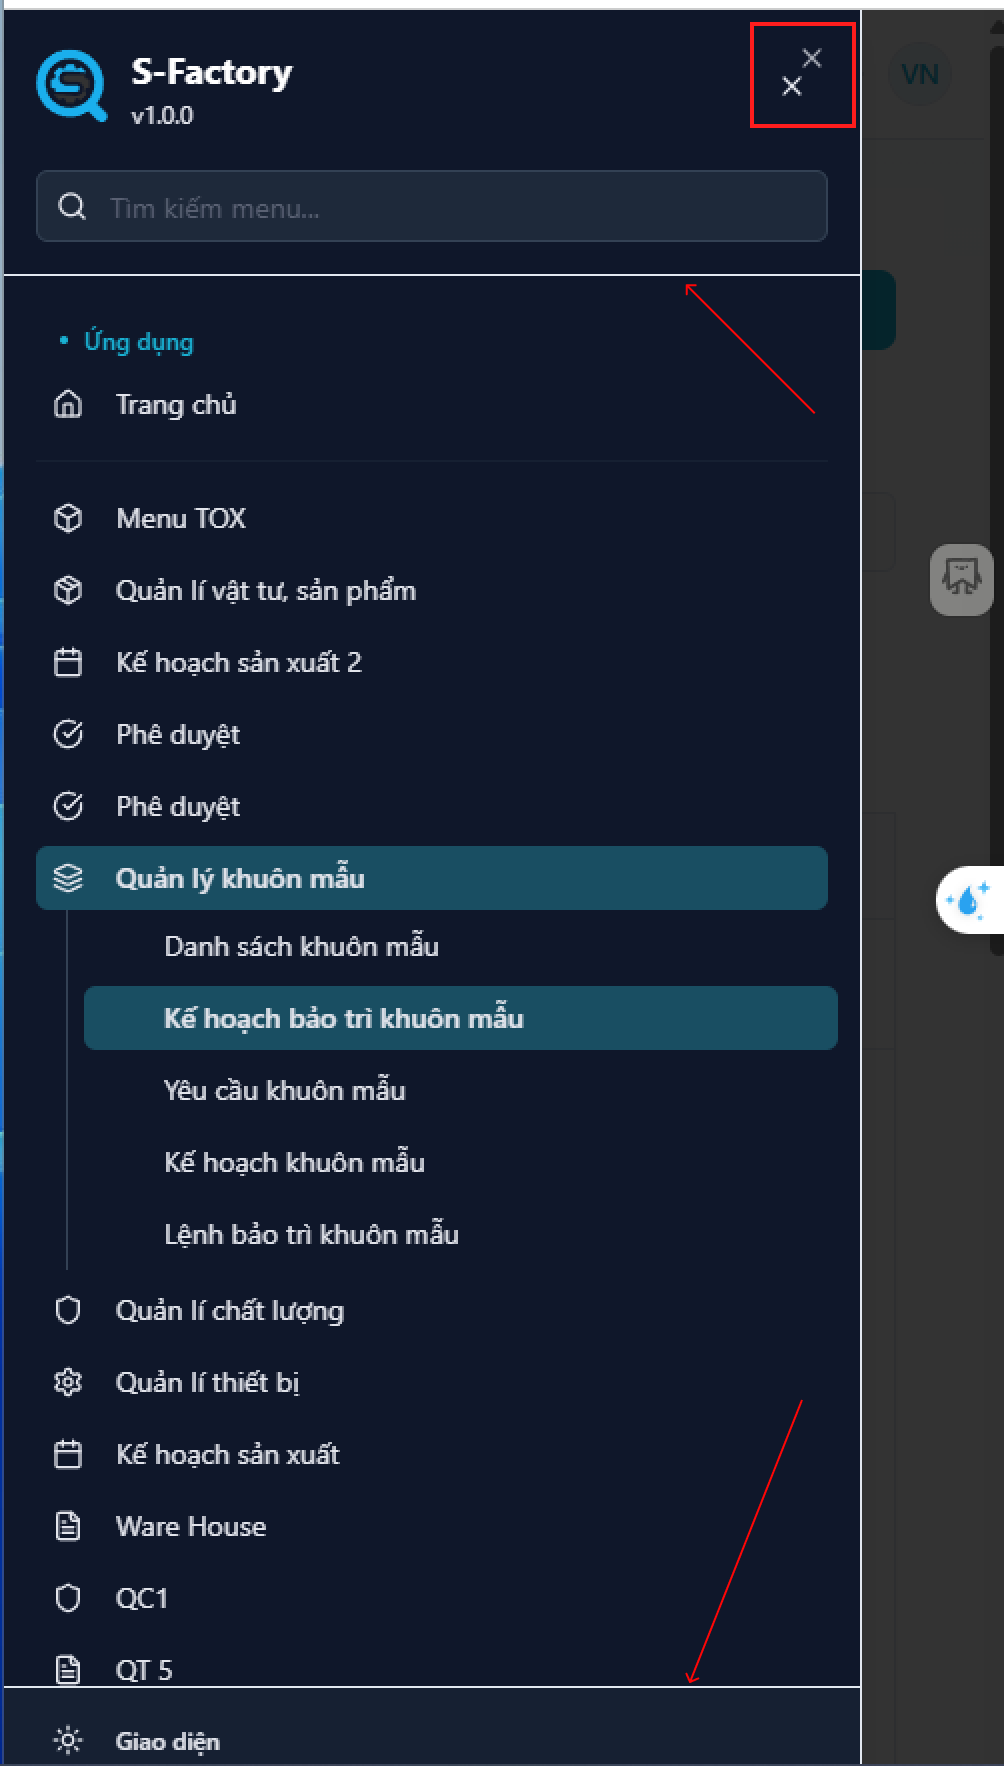 S-Factory
v1.0.0
VN
Tìm kiếm menu...
Ứng dụng
Trang chủ
Menu TOX
Quản lí vật tư, sản phẩm
Kế hoạch sản xuất 2
Phê duyệt
Phê duyệt
Quản lý khuôn mẫu
Danh sách khuôn mẫu
Kế hoạch bảo trì khuôn mẫu
Yêu cầu khuôn mẫu
Kế hoạch khuôn mẫu
Lệnh bảo trì khuôn mẫu
Quản lí chất lượng
Quản lí thiết bị
Kế hoạch sản xuất
Ware House
QC1
QT 5
Giao diện